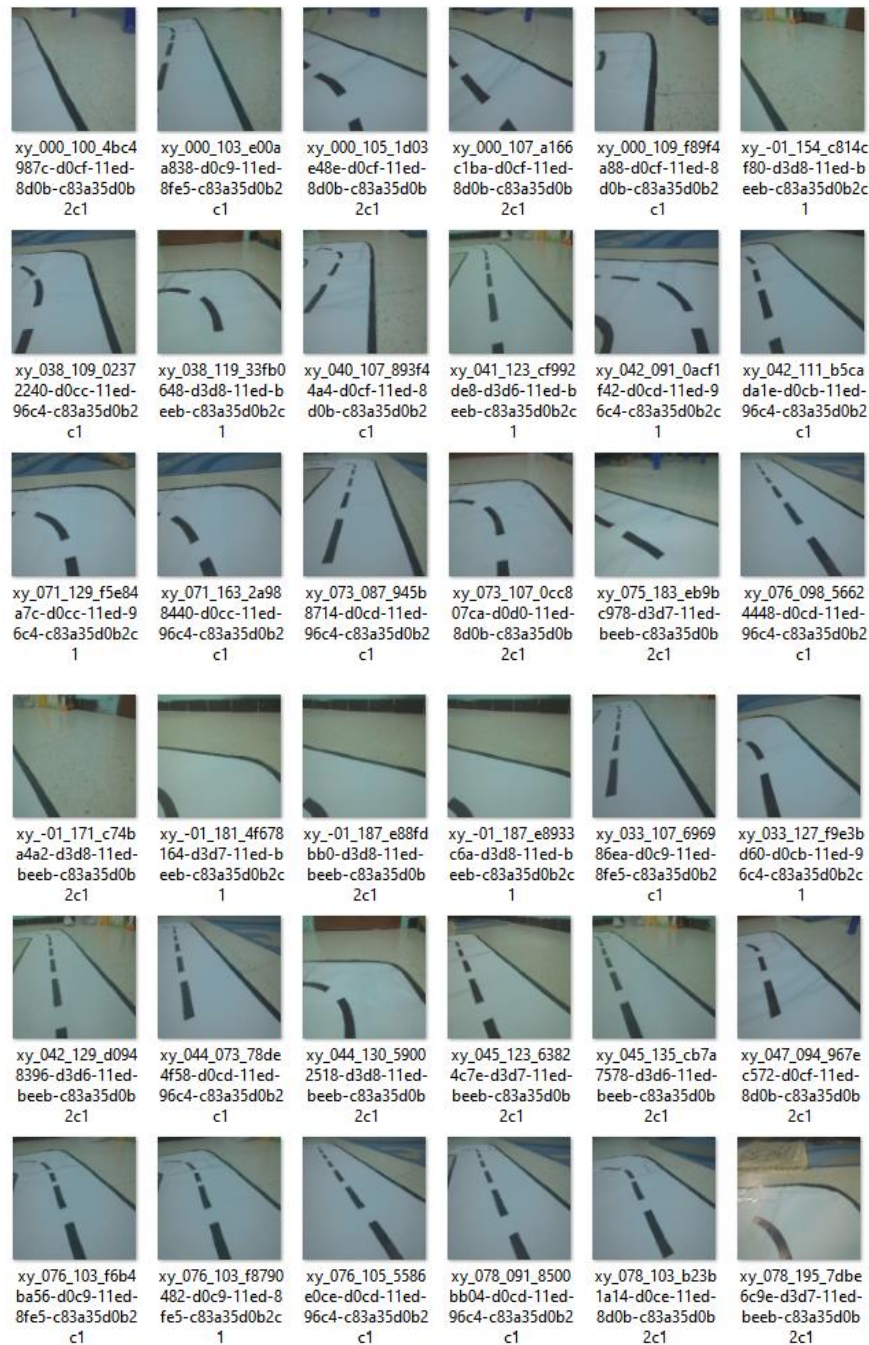 xy_000_100_4bc4
987c-d0cf-11ed-
8d0b-c83a35d0b
2c1
xy_000_103_e00a
a838-d0c9-11ed-
8fe5-c83a35d0b2
c1
xy_000_105_1d03
e48e-d0cf-11ed-
8d0b-c83a35d0b
2c1
xy_000_107_a166
c1ba-d0cf-11ed-
8d0b-c83a35d0b
2c1
xy_000_109_f89f4
a88-d0cf-11ed-8
d0b-c83a35d0b2
c1
xy_-01_154_c814c
f80-d3d8-11ed-b
eeb-c83a35d0b2c
1
xy_038_109_0237
2240-d0cc-11ed-
96c4-c83a35d0b2
c1
xy_038_119_33fb0
648-d3d8-11ed-b
eeb-c83a35d0b2c
1
xy_040_107_893f4
4a4-d0cf-11ed-8
d0b-c83a35d0b2
c1
xy_041_123_cf992
de8-d3d6-11ed-b
eeb-c83a35d0b2c
1
xy_042_091_0acf1
f42-d0cd-11ed-9
6c4-c83a35d0b2c
1
xy_042_111_b5ca
da1e-d0cb-11ed-
96c4-c83a35d0b2
c1
xy_071_129_f5e84
a7c-d0cc-11ed-9
6c4-c83a35d0b2c
1
xy_071_163_2a98
8440-d0cc-11ed-
96c4-c83a35d0b2
c1
xy_073_087_945b
8714-d0cd-11ed-
96c4-c83a35d0b2
c1
xy_073_107_0cc8
07ca-d0d0-11ed-
8d0b-c83a35d0b
2c1
xy_075_183_eb9b
c978-d3d7-11ed-
beeb-c83a35d0b
2c1
xy_076_098_5662
4448-d0cd-11ed-
96c4-c83a35d0b2
c1
xy_-01_171_c74b
a4a2-d3d8-11ed-
beeb-c83a35d0b
2c1
xy_-01_181_4f678
164-d3d7-11ed-b
eeb-c83a35d0b2c
1
xy_-01_187_e88fd
bb0-d3d8-11ed-
beeb-c83a35d0b
2c1
xy_-01_187_e8933
c6a-d3d8-11ed-b
eeb-c83a35d0b2c
1
xy_033_107_6969
86ea-d0c9-11ed-
8fe5-c83a35d0b2
c1
xy_033_127_f9e3b
d60-d0cb-11ed-9
6c4-c83a35d0b2c
1
xy_042_129_d094
8396-d3d6-11ed-
beeb-c83a35d0b
2c1
xy_044_073_78de
4f58-d0cd-11ed-
96c4-c83a35d0b2
c1
xy_044_130_5900
2518-d3d8-11ed-
beeb-c83a35d0b
2c1
xy_045_123_6382
4c7e-d3d7-11ed-
beeb-c83a35d0b
2c1
xy_045_135_cb7a
7578-d3d6-11ed-
beeb-c83a35d0b
2c1
xy_047_094_967e
c572-d0cf-11ed-
8d0b-c83a35d0b
2c1
xy_076_103_f6b4
ba56-d0c9-11ed-
8fe5-c83a35d0b2
c1
xy_076_103_f8790
482-d0c9-11ed-8
fe5-c83a35d0b2c
1
xy_076_105_5586
e0ce-d0cd-11ed-
96c4-c83a35d0b2
c1
xy_078_091_8500
bb04-d0cd-11ed-
96c4-c83a35d0b2
c1
xy_078_103_b23b
1a14-d0ce-11ed-
8d0b-c83a35d0b
2c1
xy_078_195_7dbe
6c9e-d3d7-11ed-
beeb-c83a35d0b
2c1